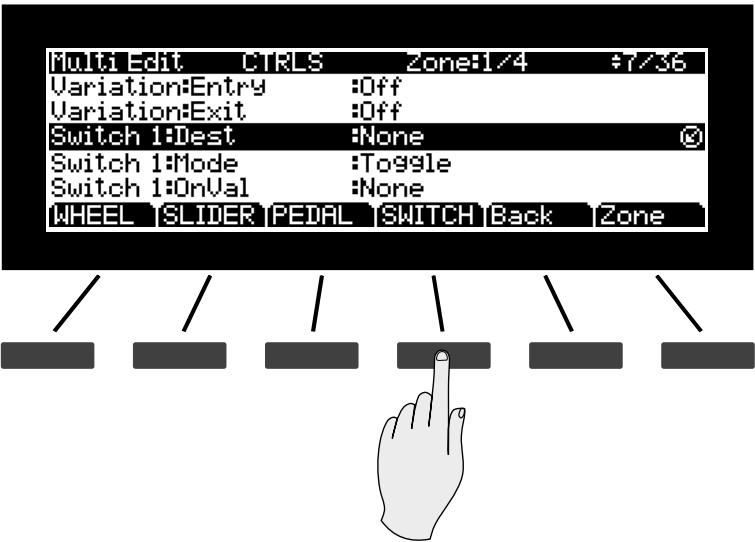 Multi Edit CTRLS Zone:1/4 7/36
Variation:Entry :Off
Variation:Exit :Off
Switch 1:Dest :None
Switch 1:Mode :Toggle
Switch 1:OnVal :None
WHEEL SLIDER PEDAL SWITCH Back Zone